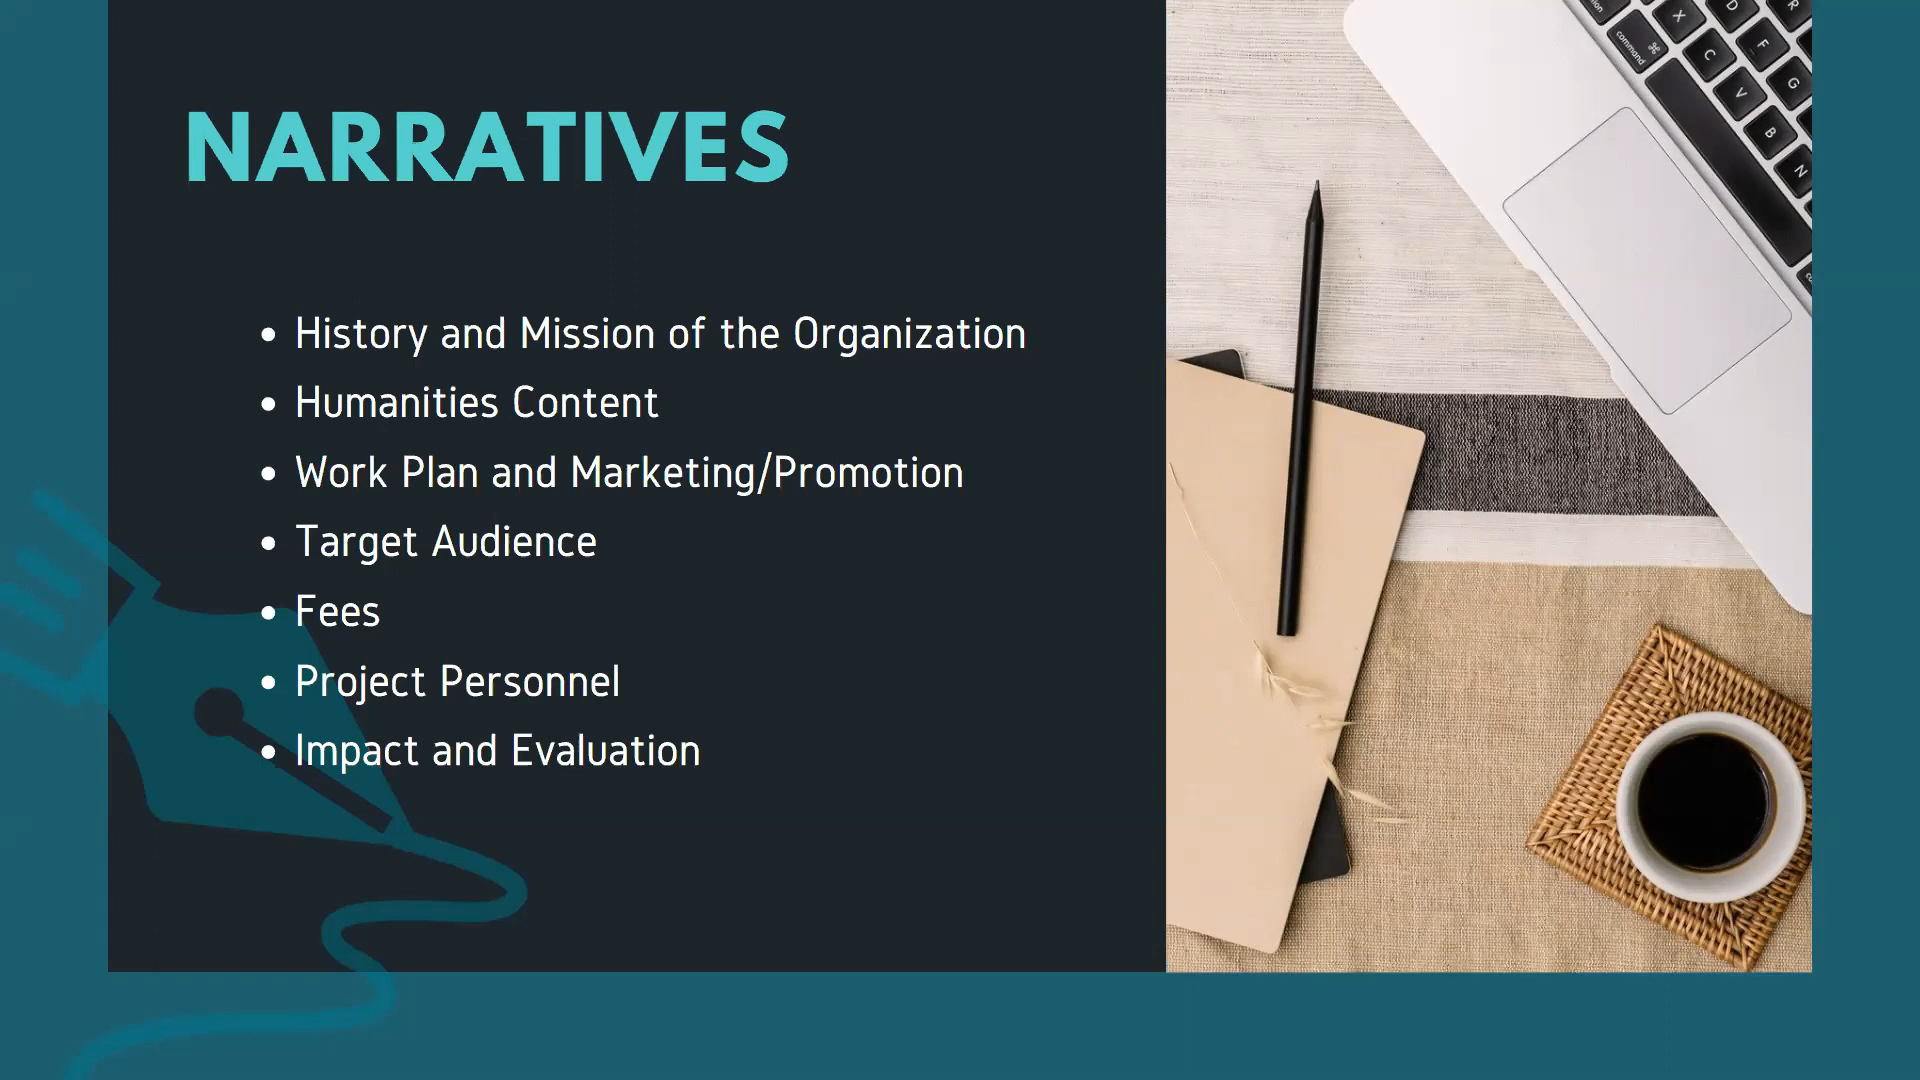 NARRATIVES
• History and Mission of the Organization
• Humanities Content
• Work Plan and Marketing/Promotion
• Target Audience
• Fees
• Project Personnel
• Impact and Evaluation
X
D
R
command ⌘
C
F
V
G
B
N